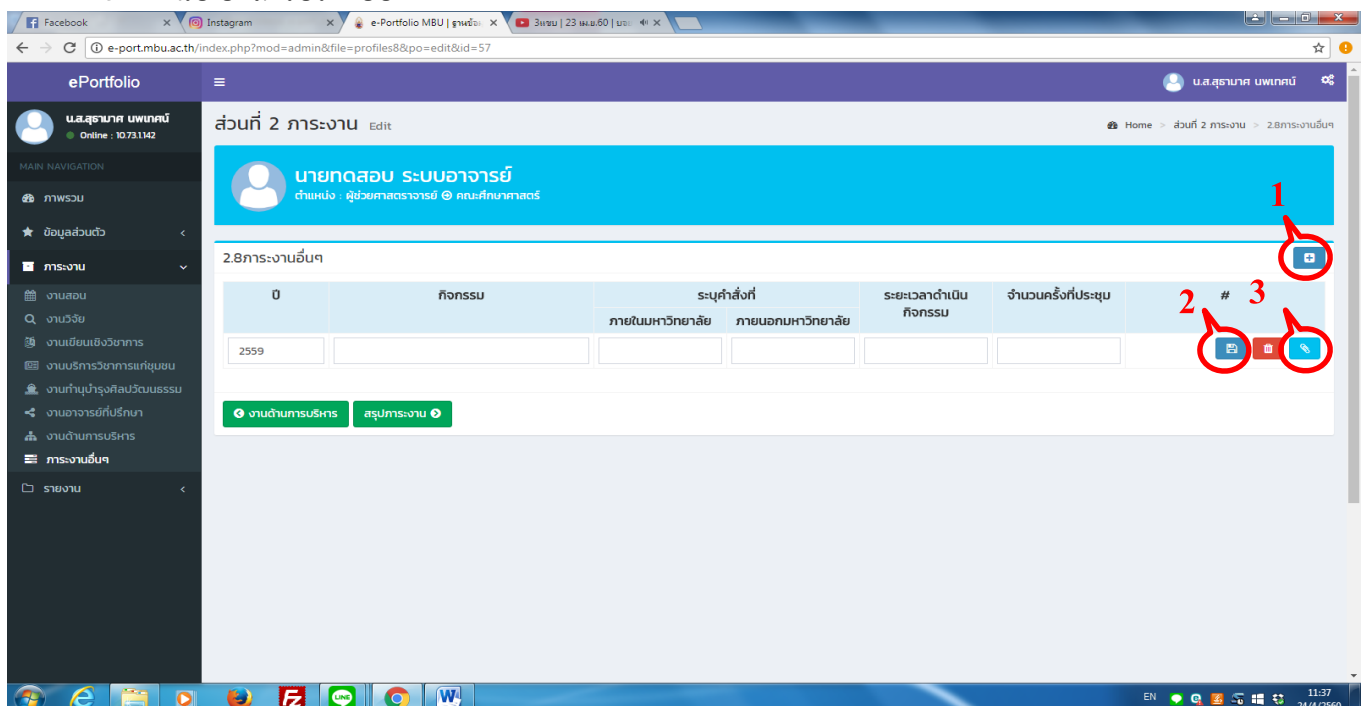 Facebook
Instagram
e-Portfolio MBU | ฐานข้อ
3แซบ | 23 เม.ย.60 |
e-port.mbu.ac.th/index.php?mod=admin&file=profiles8&po=edit&id=57
ePortfolio
น.ส.สุธามาศ นพเทศน์
น.ส.สุธามาศ นพเทศน์
Online : 10.73.1.142
ส่วนที่ 2 ภาระงาน Edit
Home > ส่วนที่ 2 ภาระงาน > 2.8ภาระงานอื่นๆ
MAIN NAVIGATION
ภาพรวม
ข้อมูลส่วนตัว
ภาระงาน
งานสอน
งานวิจัย
งานเขียนเชิงวิชาการ
งานบริการวิชาการแก่ชุมชน
งานทำนุบำรุงศิลปวัฒนธรรม
งานอาจารย์ที่ปรึกษา
งานด้านการบริหาร
ภาระงานอื่นๆ
รายงาน
นายทดสอบ ระบบอาจารย์
ตำแหน่ง : ผู้ช่วยศาสตราจารย์ คณะศึกษาศาสตร์
1
2.8ภาระงานอื่นๆ
ปี กิจกรรม ระบุคำสั่งที่ ระยะเวลาดำเนินกิจกรรม จำนวนครั้งที่ประชุม #
ภายในมหาวิทยาลัย ภายนอกมหาวิทยาลัย
2 3
2559
งานด้านการบริหาร สรุปภาระงาน
EN
11:37
24/4/2560